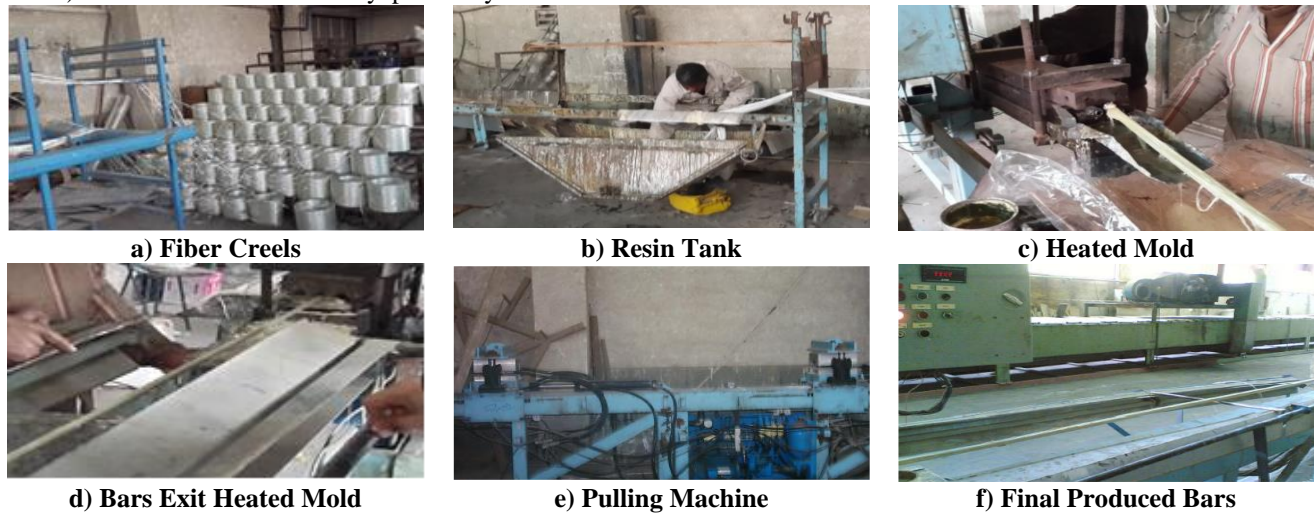 a) Fiber Creels
b) Resin Tank
c) Heated Mold
d) Bars Exit Heated Mold
e) Pulling Machine
f) Final Produced Bars